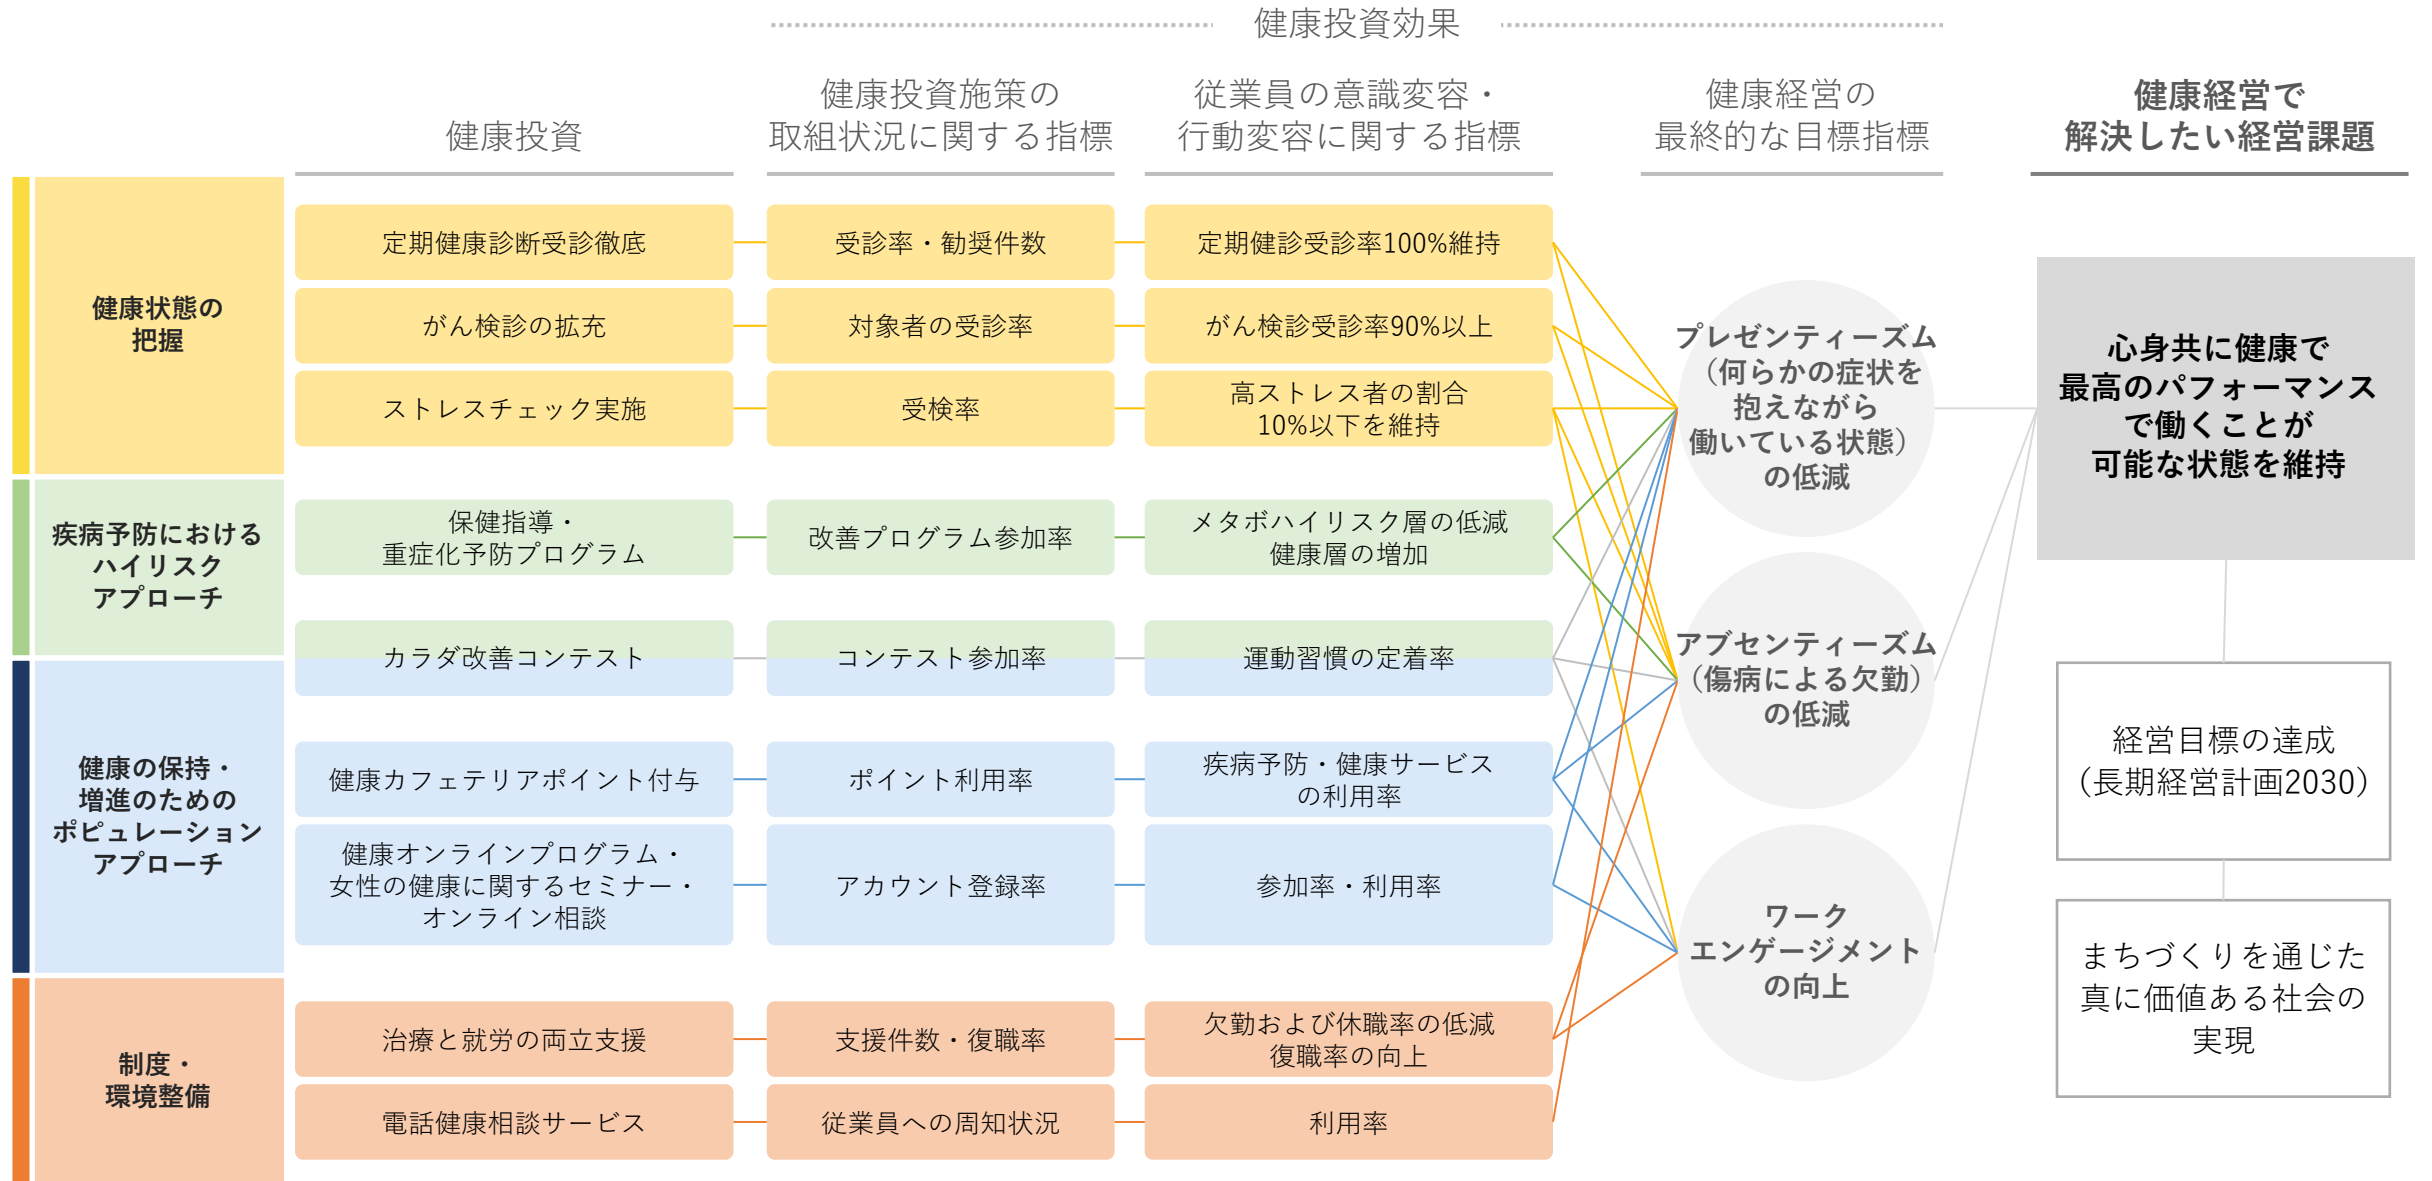 健康投資効果
健康投資
健康投資施策の
取組状況に関する指標
従業員の意識変容・
行動変容に関する指標
健康経営の
最終的な目標指標
健康経営で
解決したい経営課題
健康状態の
把握
定期健康診断受診徹底
受診率・勧奨件数
定期健診受診率100%維持
がん検診の拡充
対象者の受診率
がん検診受診率90%以上
ストレスチェック実施
受検率
高ストレス者の割合
10%以下を維持
疾病予防における
ハイリスク
アプローチ
保健指導・
重症化予防プログラム
改善プログラム参加率
メタボハイリスク層の低減
健康層の増加
カラダ改善コンテスト
コンテスト参加率
運動習慣の定着率
健康の保持・
増進のための
ポピュレーション
アプローチ
健康カフェテリアポイント付与
ポイント利用率
疾病予防・健康サービス
の利用率
健康オンラインプログラム・
女性の健康に関するセミナー・
オンライン相談
アカウント登録率
参加率・利用率
制度・
環境整備
治療と就労の両立支援
支援件数・復職率
欠勤および休職率の低減
復職率の向上
電話健康相談サービス
従業員への周知状況
利用率
プレゼンティーズム
（何らかの症状を
抱えながら
働いている状態）
の低減
アブセンティーズム
（傷病による欠勤）
の低減
ワーク
エンゲージメント
の向上
心身共に健康で
最高のパフォーマンス
で働くことが
可能な状態を維持
経営目標の達成
（長期経営計画2030）
まちづくりを通じた
真に価値ある社会の
実現